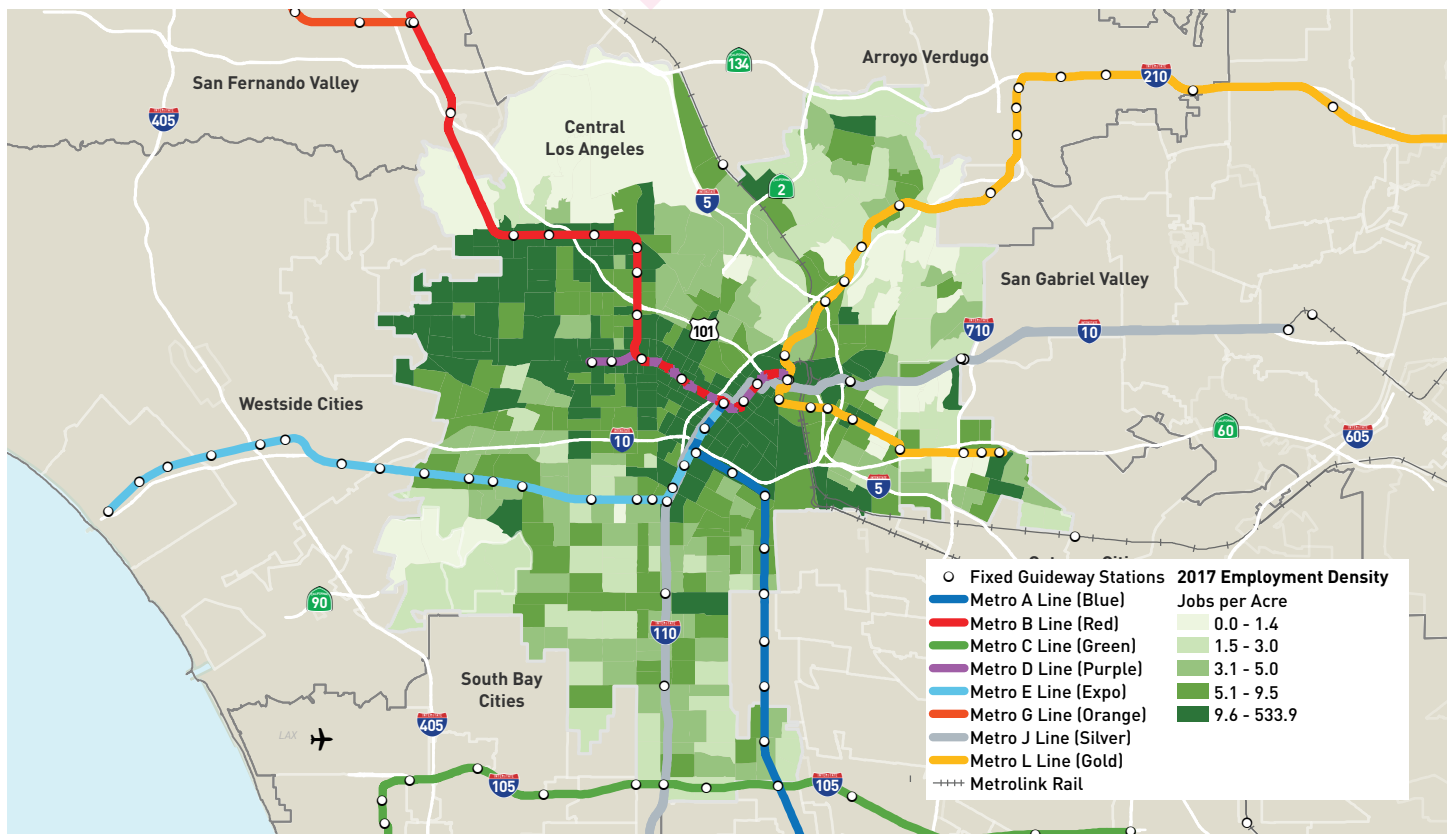 134
Arroyo Verdugo
San Fernando Valley
210
405
Central
Los Angeles
2
5
San Gabriel Valley
101
710
10
Westside Cities
10
60
605
5
90
110
South Bay
Cities
405
LAX
105
105
Fixed Guideway Stations
Metro A Line (Blue)
Metro B Line (Red)
Metro C Line (Green)
Metro D Line (Purple)
Metro E Line (Expo)
Metro G Line (Orange)
Metro J Line (Silver)
Metro L Line (Gold)
Metrolink Rail
2017 Employment Density
Jobs per Acre
0.0 - 1.4
1.5 - 3.0
3.1 - 5.0
5.1 - 9.5
9.6 - 533.9